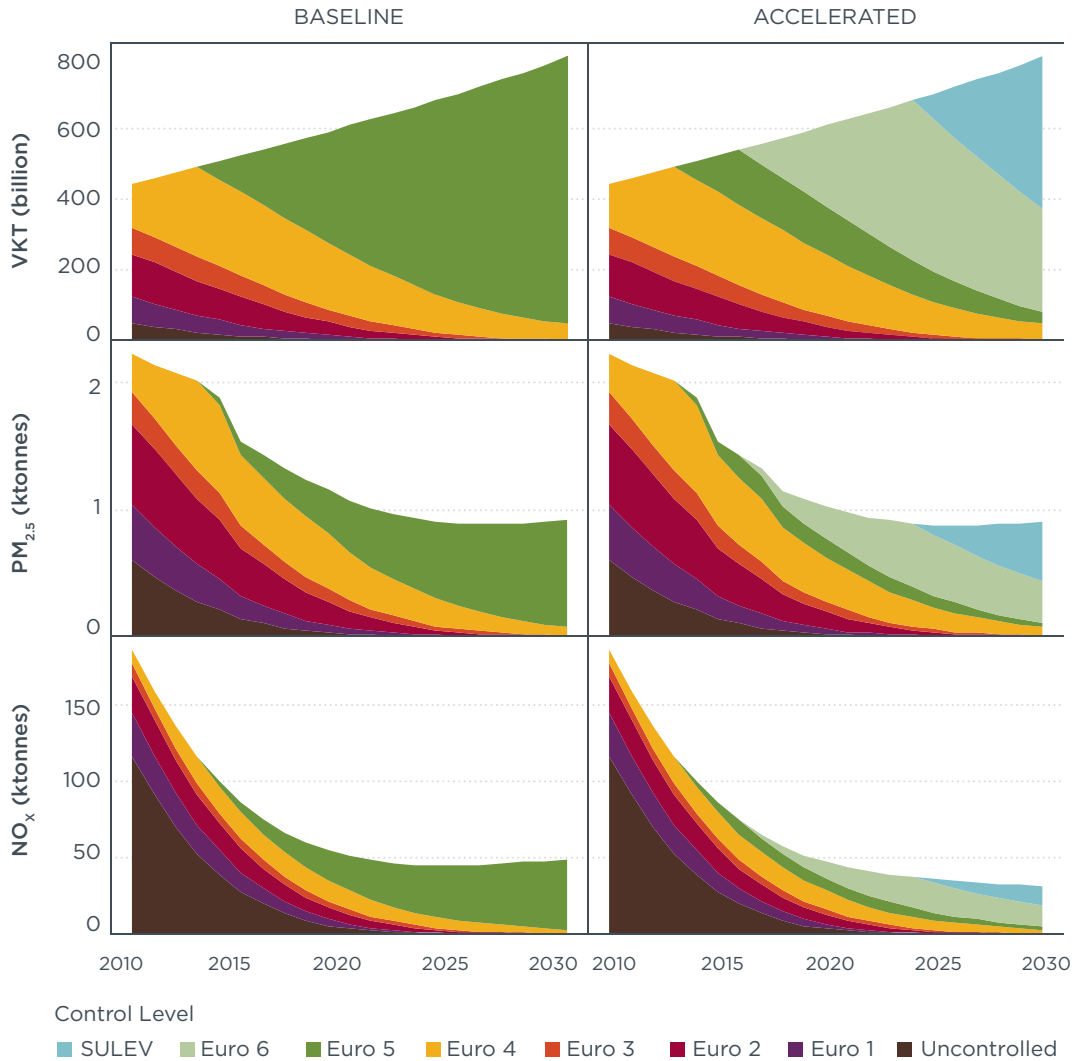 BASELINE ACCELERATED
VKT (billion)
800
600
400
200
0
PM2.5 (ktonnes)
2
1
0
NOX (ktonnes)
150
100
50
0
2010 2015 2020 2025 2030 2010 2015 2020 2025 2030
Control Level
SULEV Euro 6 Euro 5 Euro 4 Euro 3 Euro 2 Euro 1 Uncontrolled